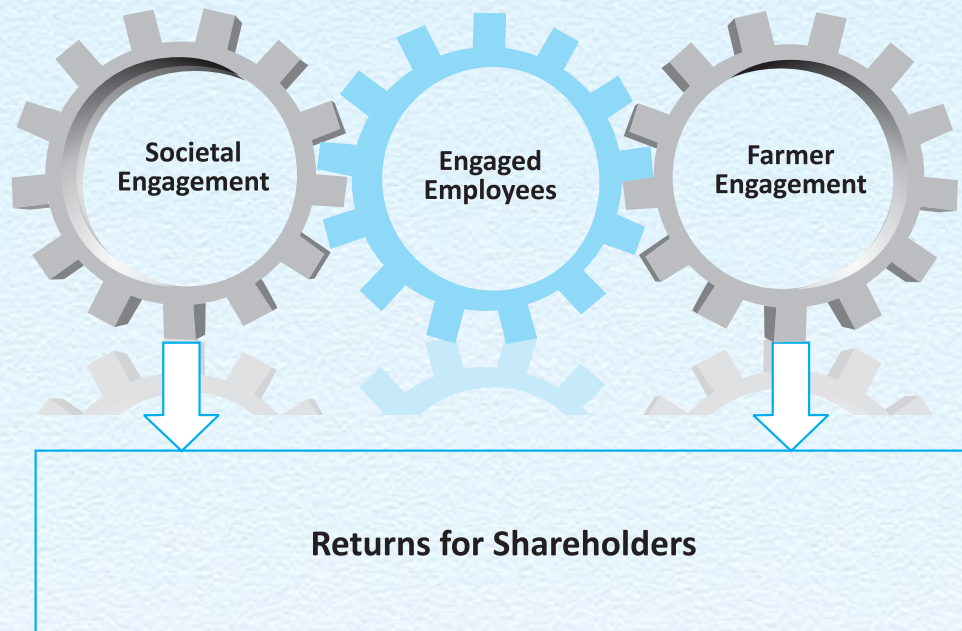 Societal
Engagement
Engaged
Employees
Farmer
Engagement
Returns for Shareholders